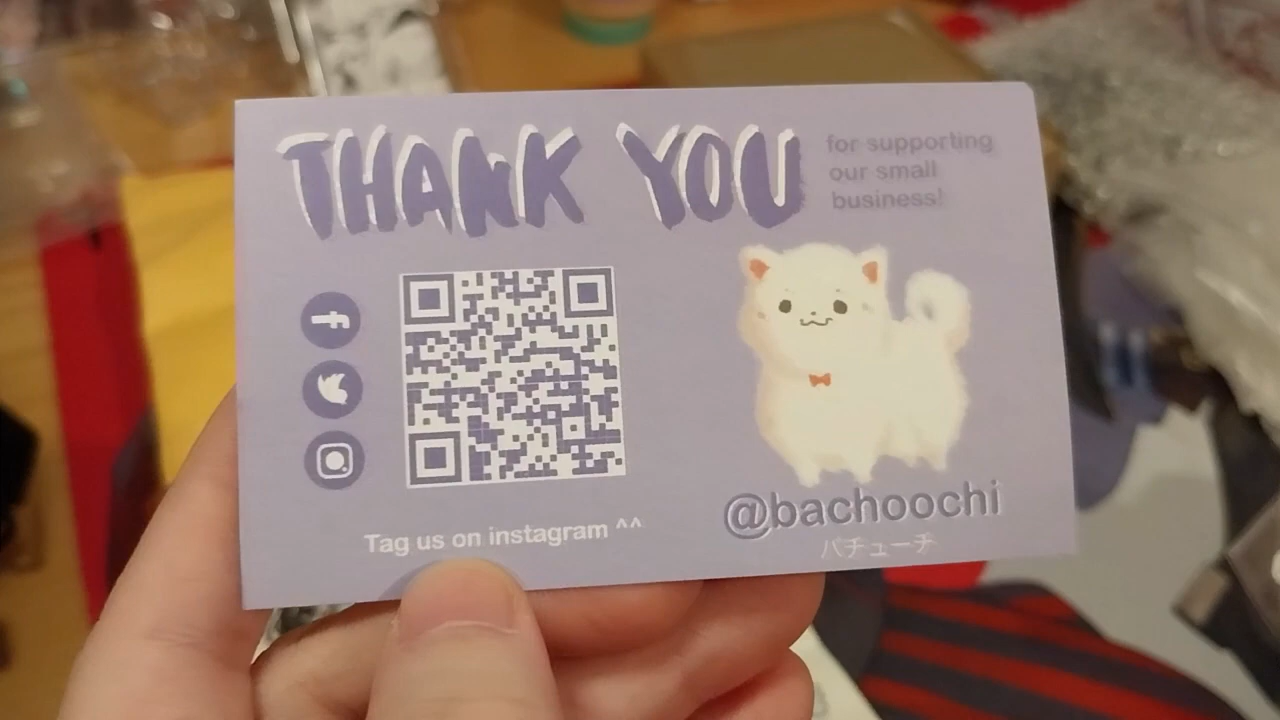 THANK YOU
for supporting
our small
business!
Tag us on instagram ^^
@bachoochi
バチューチ